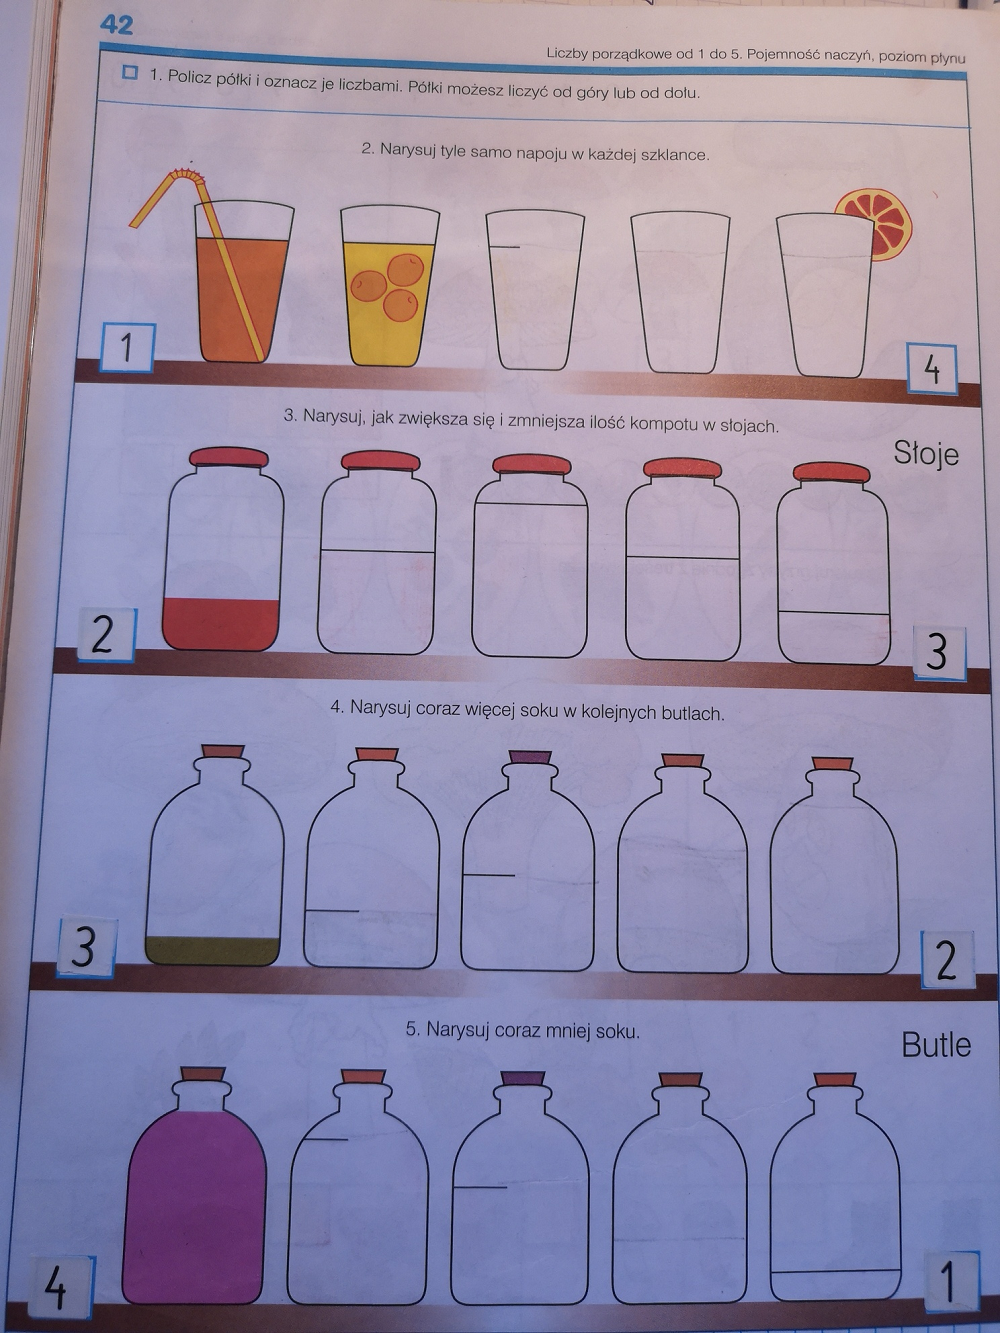 42
Liczby porządkowe od 1 do 5. Pojemność naczyń, poziom płynu
1. Policz półki i oznacz je liczbami. Półki możesz liczyć od góry lub od dołu.
2. Narysuj tyle samo napoju w każdej szklance.
1
4
3. Narysuj, jak zwiększa się i zmniejsza ilość kompotu w słojach.
Słoje
2
3
4. Narysuj coraz więcej soku w kolejnych butlach.
3
2
5. Narysuj coraz mniej soku.
Butle
4
1